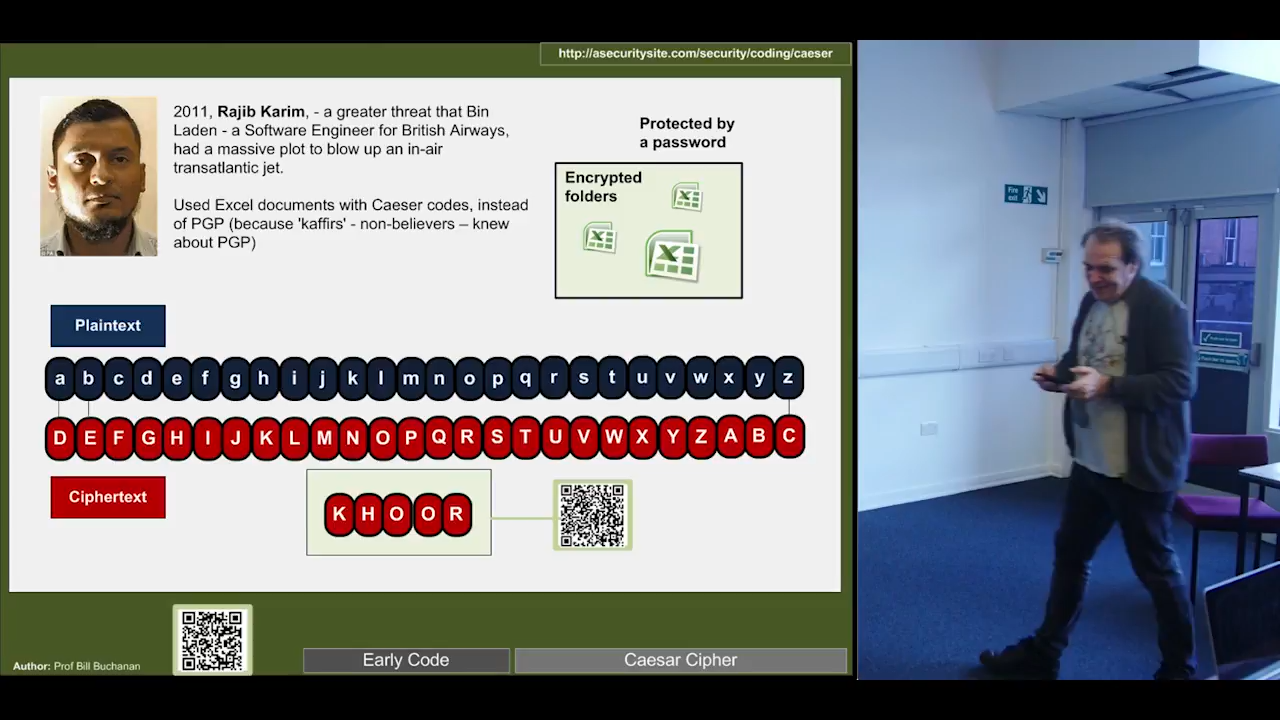 http://asecuritysite.com/security/coding/caeser
2011, Rajib Karim, - a greater threat that Bin
Laden - a Software Engineer for British Airways,
had a massive plot to blow up an in-air
transatlantic jet.
Used Excel documents with Caeser codes, instead
of PGP (because 'kaffirs' - non-believers – knew
about PGP)
Protected by
a password
Encrypted
folders
Plaintext
a b c d e f g h i j k l m n o p q r s t u v w x y z
D E F G H I J K L M N O P Q R S T U V W X Y Z A B C
Ciphertext
K H O O R
Author: Prof Bill Buchanan
Early Code
Caesar Cipher
Fire
exit